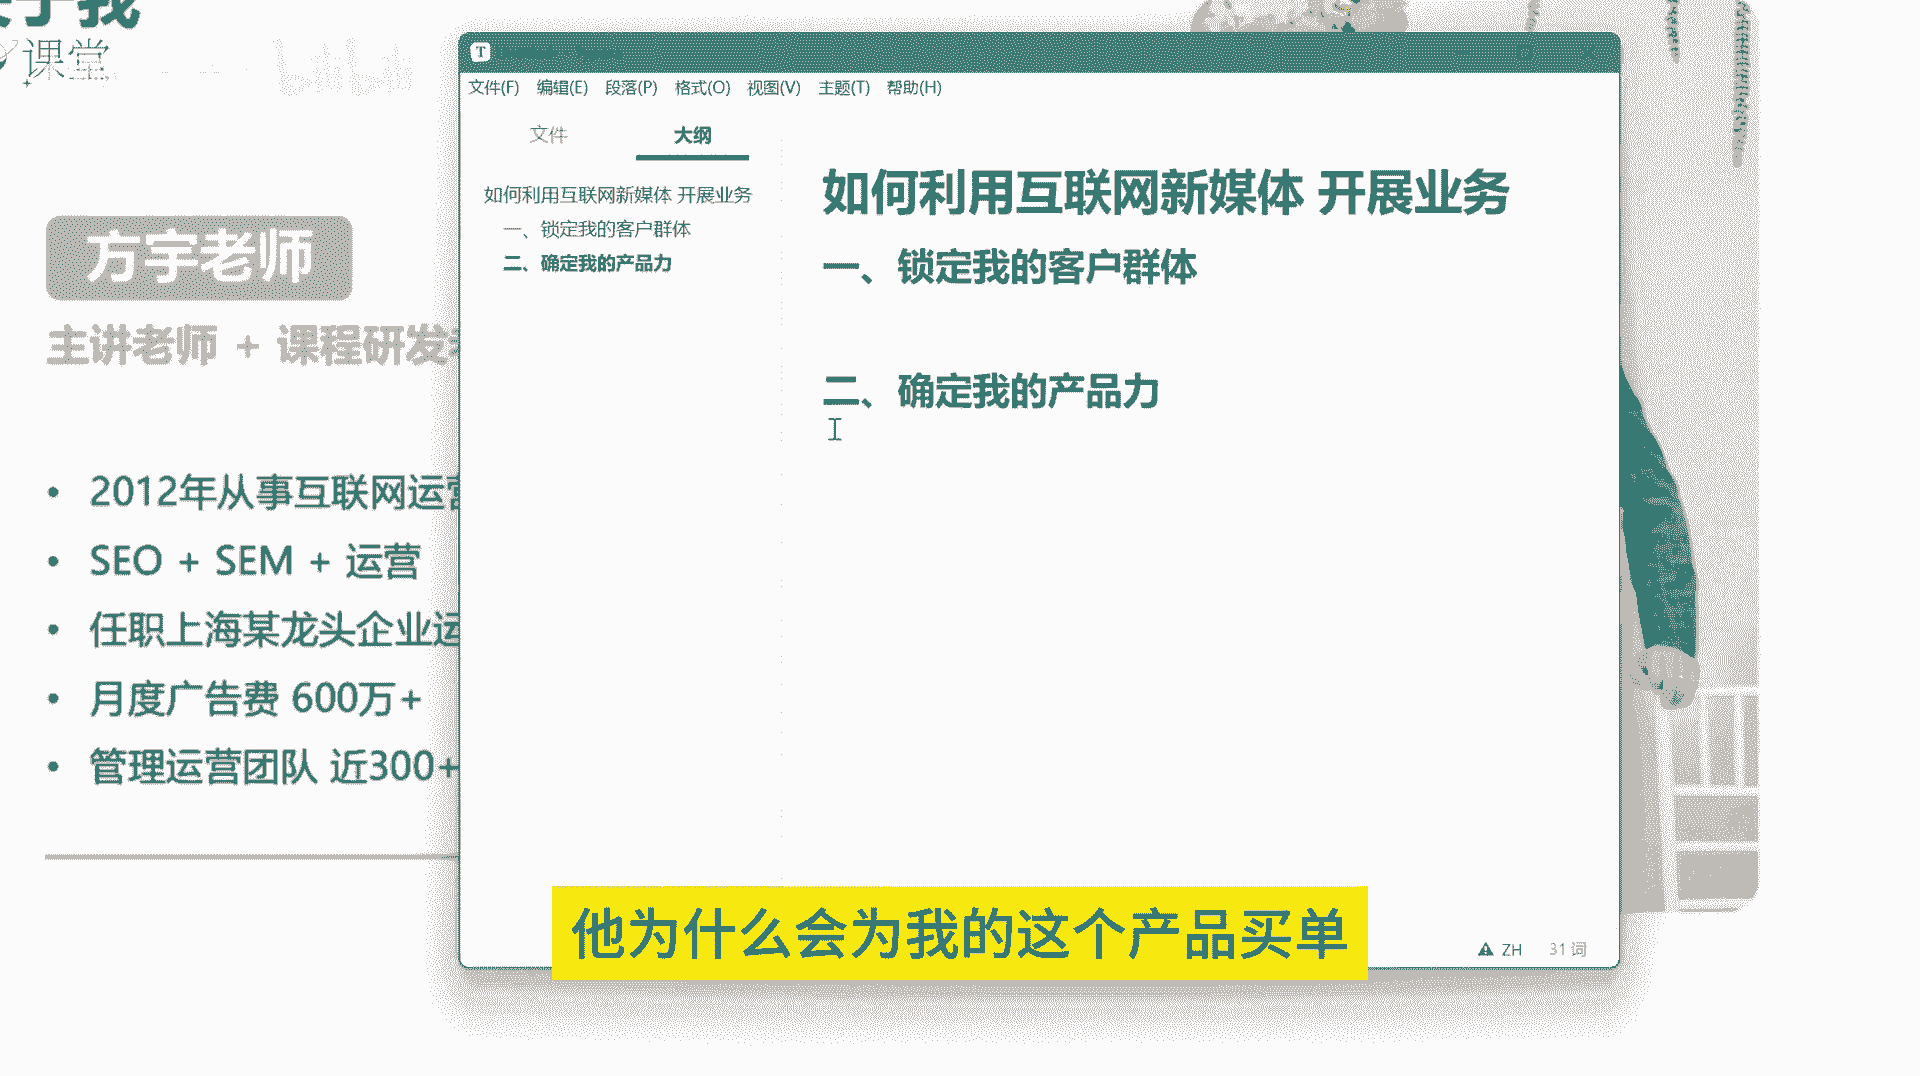 课堂
bilibili
方宇老师
主讲老师 + 课程研发
2012年从事互联网运营
SEO + SEM + 运营
任职上海某龙头企业运
月度广告费 600万+
管理运营团队 近300+
T
文件(F) 编辑(E) 段落(P) 格式(O) 视图(V) 主题(T) 帮助(H)
文件 大纲
如何利用互联网新媒体 开展业务
一、锁定我的客户群体
二、确定我的产品力
如何利用互联网新媒体 开展业务
一、锁定我的客户群体
二、确定我的产品力
他为什么会为我的这个产品买单
ZH 31 词